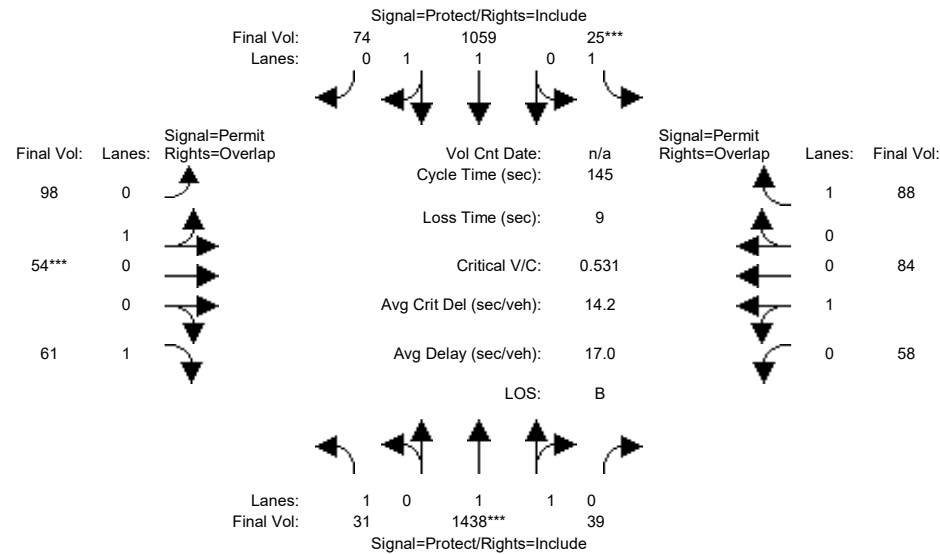 Signal=Protect/Rights=Include
Final Vol: 74 1059 25***
Lanes: 0 1 1 0 1
Signal=Permit Signal=Permit
Final Vol: Lanes: Rights=Overlap Vol Cnt Date: n/a Rights=Overlap Lanes: Final Vol:
Cycle Time (sec): 145
98 0 1 88
Loss Time (sec): 9
1 0
54*** 0 Critical V/C: 0.531 0 84
0 Avg Crit Del (sec/veh): 14.2 1
61 1 Avg Delay (sec/veh): 17.0 0 58
LOS: B
Lanes: 1 0 1 1 0
Final Vol: 31 1438*** 39
Signal=Protect/Rights=Include